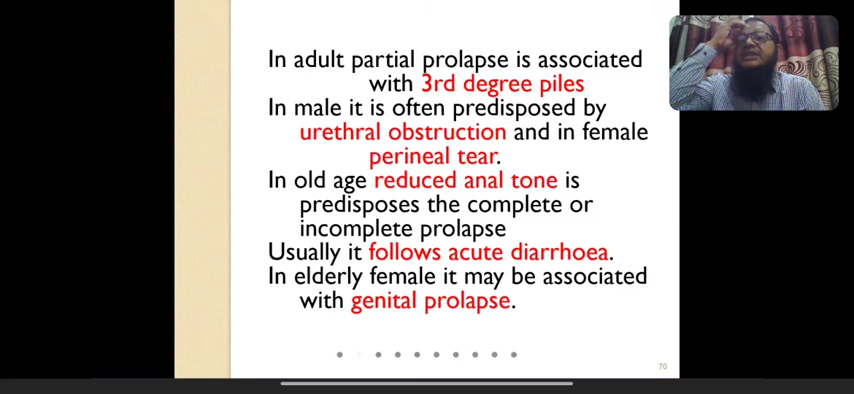 In adult partial prolapse is associated
with 3rd degree piles
In male it is often predisposed by
urethral obstruction and in female
perineal tear.
In old age reduced anal tone is
predisposes the complete or
incomplete prolapse
Usually it follows acute diarrhoea.
In elderly female it may be associated
with genital prolapse.
70